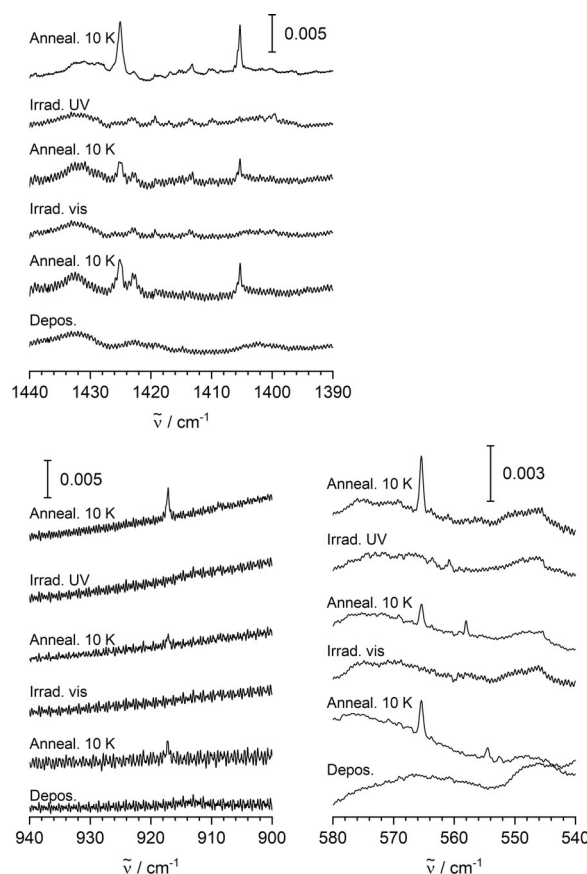 Anneal. 10 K
0.005
Irrad. UV
Anneal. 10 K
Irrad. vis
Anneal. 10 K
Depos.
1440 1430 1420 1410 1400 1390
ṽ / cm⁻¹
0.005
Anneal. 10 K
Irrad. UV
Anneal. 10 K
Irrad. vis
Anneal. 10 K
Depos.
940 930 920 910 900
ṽ / cm⁻¹
0.003
Anneal. 10 K
Irrad. UV
Anneal. 10 K
Irrad. vis
Anneal. 10 K
Depos.
580 570 560 550 540
ṽ / cm⁻¹